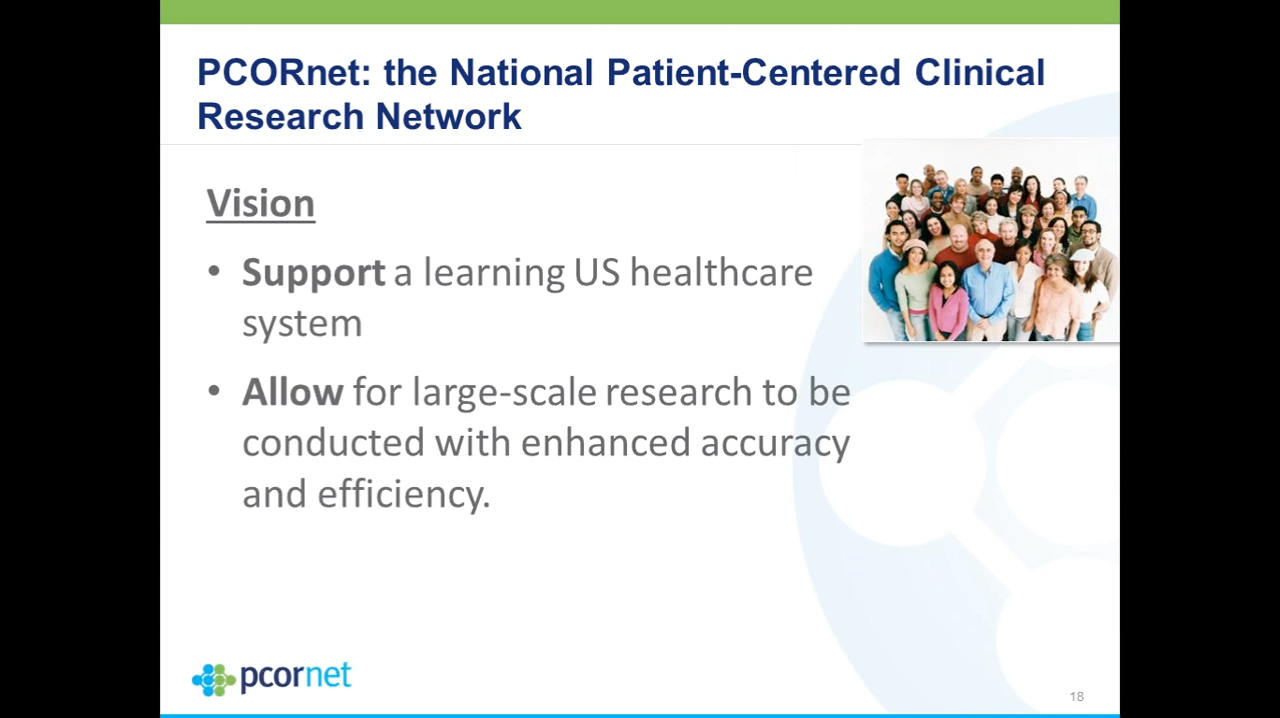 PCORnet: the National Patient-Centered Clinical
Research Network
Vision
• Support a learning US healthcare
system
• Allow for large-scale research to be
conducted with enhanced accuracy
and efficiency.
pcornet
18